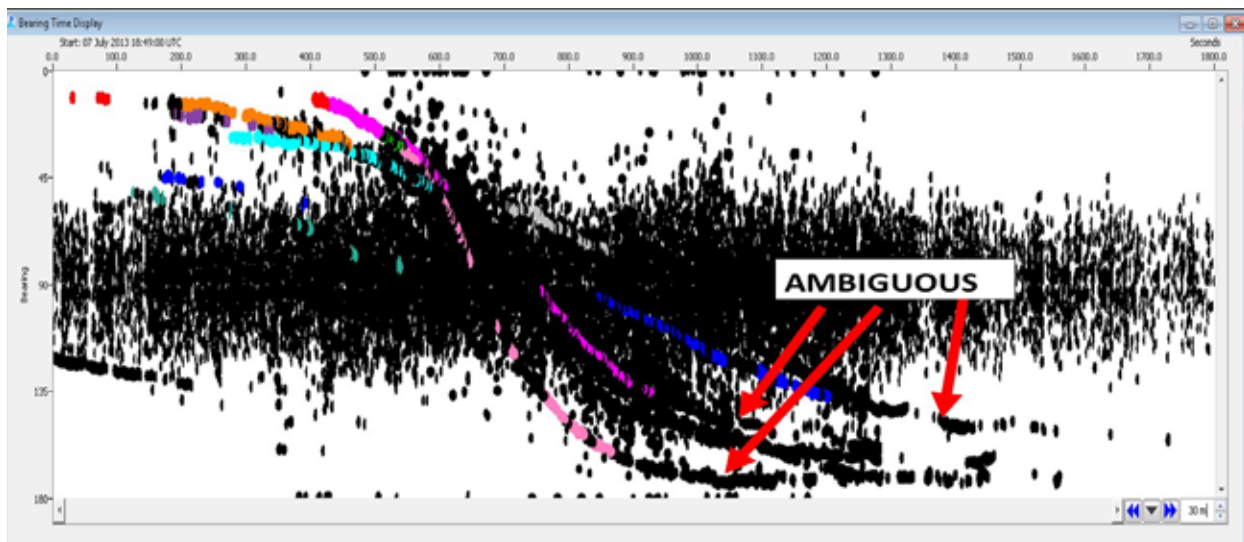 Bearing Time Display
Start: 07 July 2013 18:49:00 UTC
Seconds
0.0 100.0 200.0 300.0 400.0 500.0 600.0 700.0 800.0 900.0 1000.0 1100.0 1200.0 1300.0 1400.0 1500.0 1600.0 1700.0 1800.0
0
45
Bearing
90
AMBIGUOUS
135
180
30 m